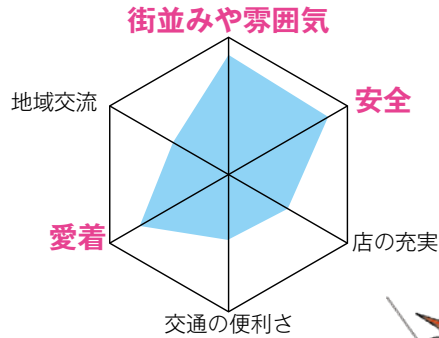 街並みや雰囲気
地域交流
安全
愛着
店の充実
交通の便利さ